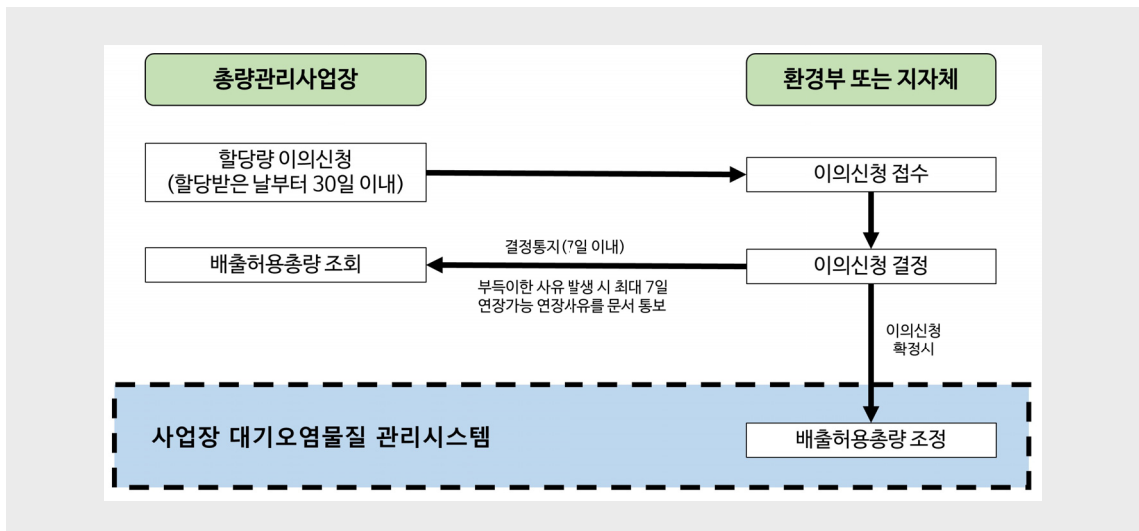 총량관리사업장
환경부 또는 지자체
할당량 이의신청
(할당받은 날부터 30일 이내)
이의신청 접수
결정통지(7일 이내)
배출허용총량 조회
이의신청 결정
부득이한 사유 발생 시 최대 7일
연장가능 연장사유를 문서 통보
이의신청
확정시
사업장 대기오염물질 관리시스템
배출허용총량 조정